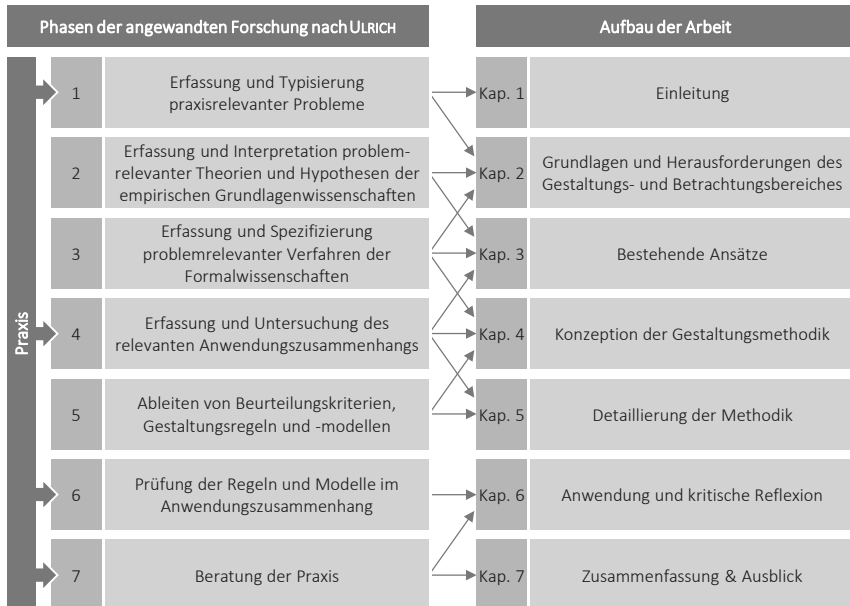 Phasen der angewandten Forschung nach ULRICH
Aufbau der Arbeit
Praxis
1
Erfassung und Typisierung
praxisrelevanter Probleme
Kap. 1
Einleitung
2
Erfassung und Interpretation problem-
relevanter Theorien und Hypothesen der
empirischen Grundlagenwissenschaften
Kap. 2
Grundlagen und Herausforderungen des
Gestaltungs- und Betrachtungsbereiches
3
Erfassung und Spezifizierung
problemrelevanter Verfahren der
Formalwissenschaften
Kap. 3
Bestehende Ansätze
4
Erfassung und Untersuchung des
relevanten Anwendungszusammenhangs
Kap. 4
Konzeption der Gestaltungsmethodik
5
Ableiten von Beurteilungskriterien,
Gestaltungsregeln und -modellen
Kap. 5
Detaillierung der Methodik
6
Prüfung der Regeln und Modelle im
Anwendungszusammenhang
Kap. 6
Anwendung und kritische Reflexion
7
Beratung der Praxis
Kap. 7
Zusammenfassung & Ausblick